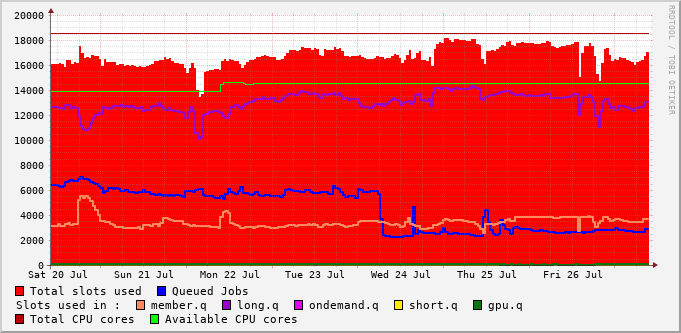 20000
18000
16000
14000
12000
10000
8000
6000
4000
2000
0
Sat 20 Jul Sun 21 Jul Mon 22 Jul Tue 23 Jul Wed 24 Jul Thu 25 Jul Fri 26 Jul
Total slots used Queued Jobs
Slots used in : member.q long.q ondemand.q short.q gpu.q
Total CPU cores Available CPU cores
RRDTOOL / TOBI OETIKER